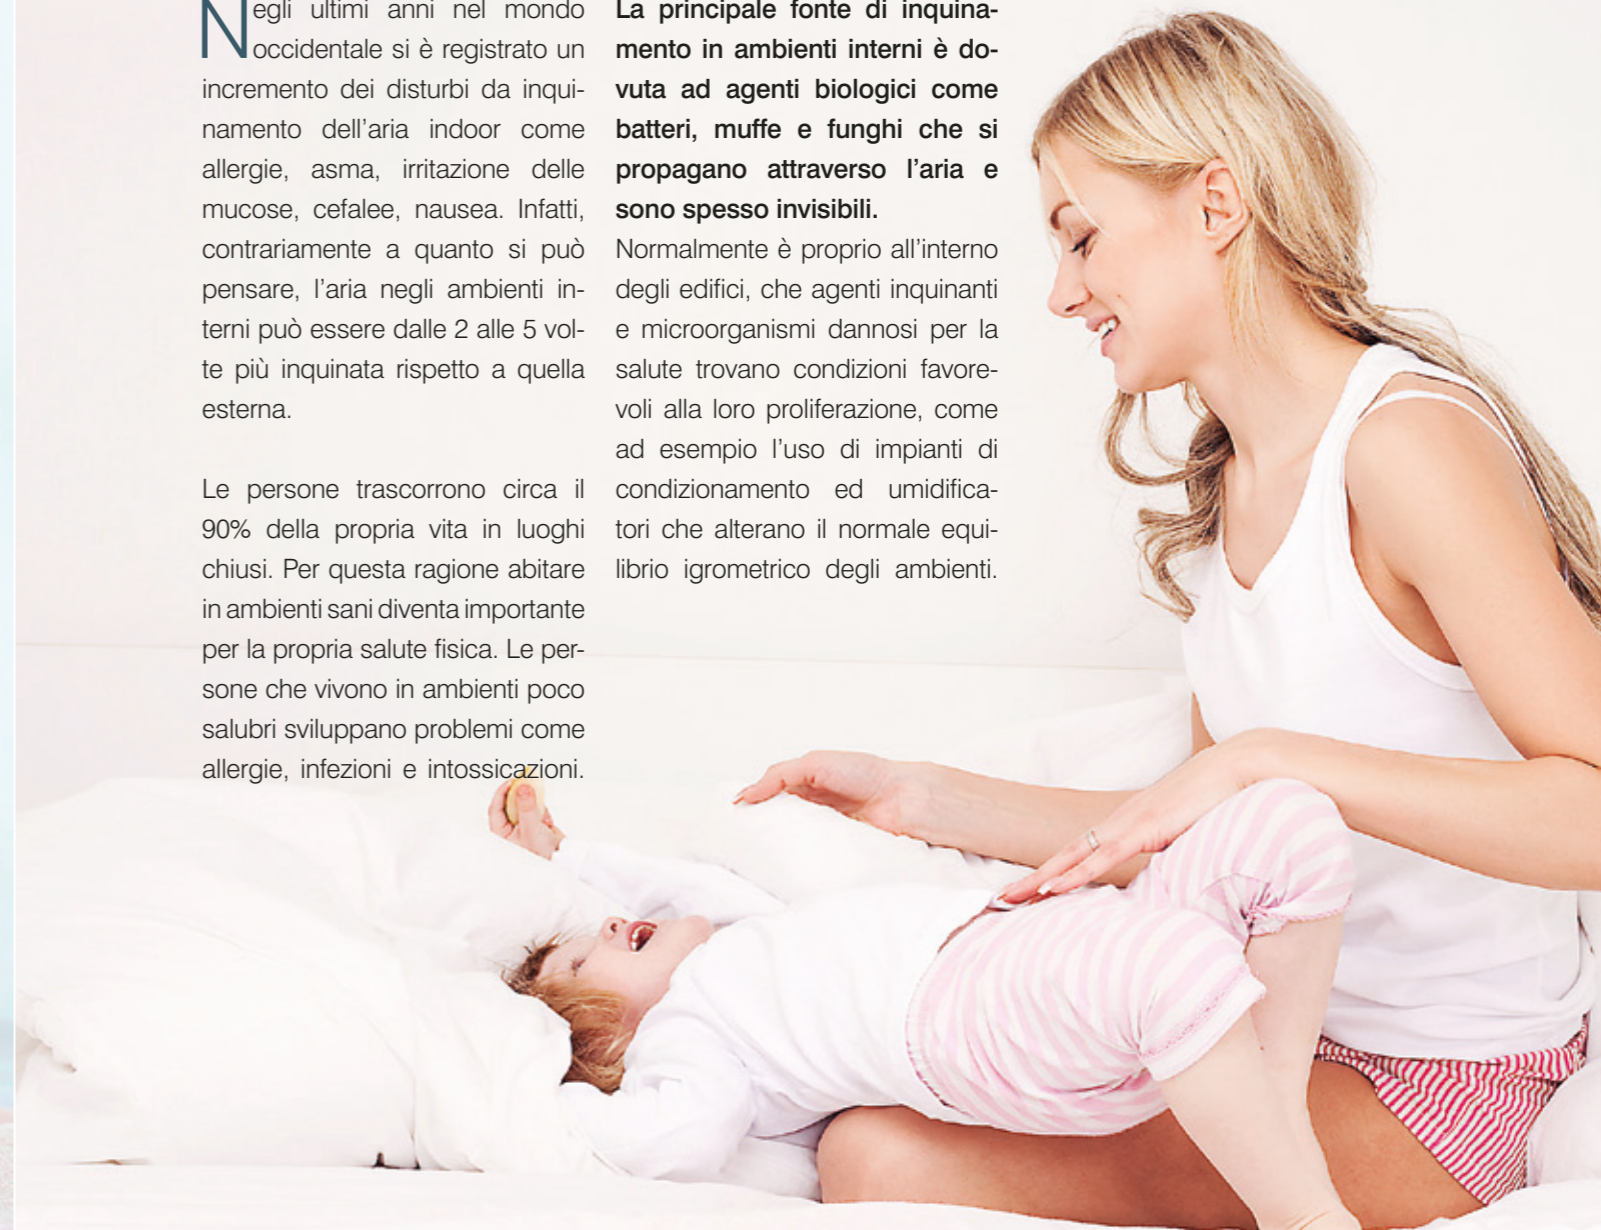 Negli ultimi anni nel mondo
occidentale si è registrato un
incremento dei disturbi da inqui-
namento dell'aria indoor come
allergie, asma, irritazione delle
mucose, cefalee, nausea. Infatti,
contrariamente a quanto si può
pensare, l'aria negli ambienti in-
terni può essere dalle 2 alle 5 vol-
te più inquinata rispetto a quella
esterna.
Le persone trascorrono circa il
90% della propria vita in luoghi
chiusi. Per questa ragione abitare
in ambienti sani diventa importante
per la propria salute fisica. Le per-
sone che vivono in ambienti poco
salubri sviluppano problemi come
allergie, infezioni e intossicazioni.
La principale fonte di inquina-
mento in ambienti interni è do-
vuta ad agenti biologici come
batteri, muffe e funghi che si
propagano attraverso l'aria e
sono spesso invisibili.
Normalmente è proprio all'interno
degli edifici, che agenti inquinanti
e microorganismi dannosi per la
salute trovano condizioni favore-
voli alla loro proliferazione, come
ad esempio l'uso di impianti di
condizionamento ed umidifica-
tori che alterano il normale equi-
librio igrometrico degli ambienti.